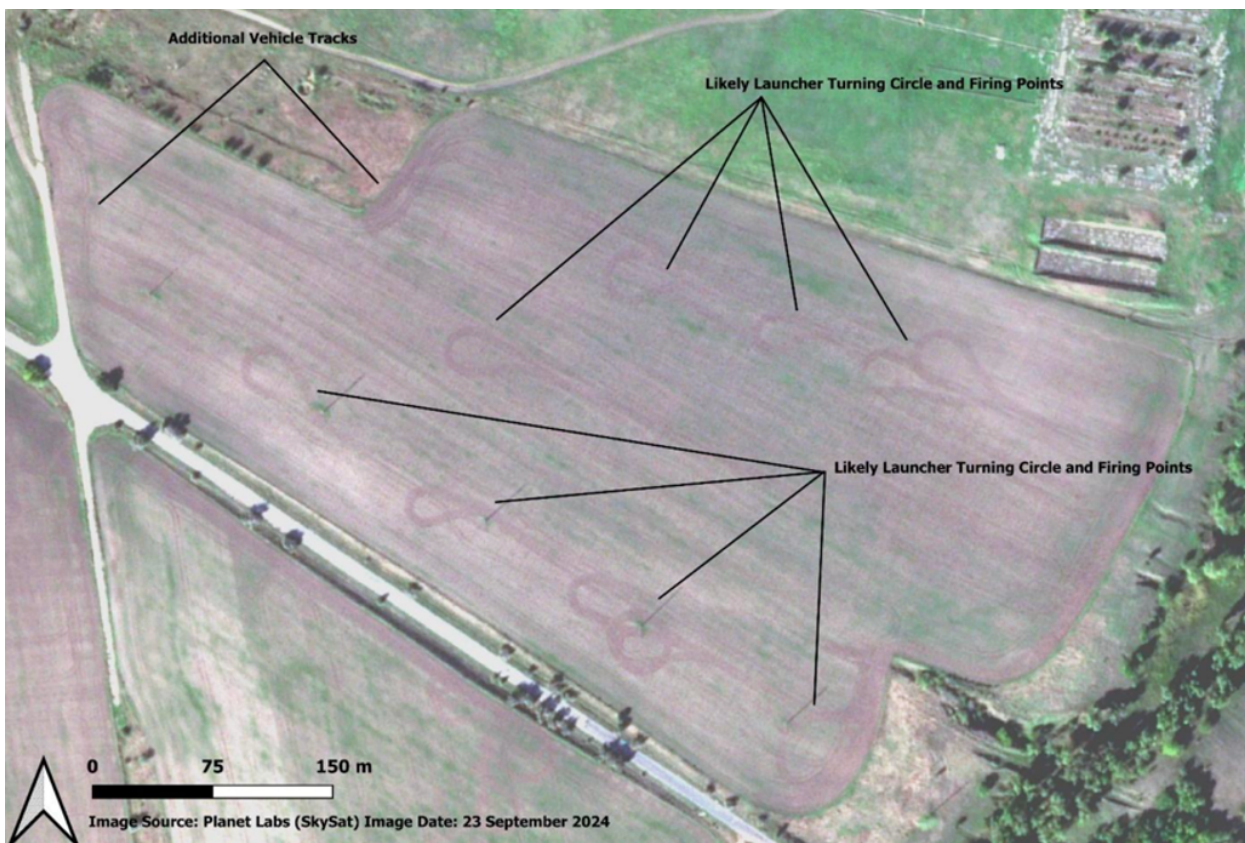 Additional Vehicle Tracks
Likely Launcher Turning Circle and Firing Points
Likely Launcher Turning Circle and Firing Points
0 75 150 m
Image Source: Planet Labs (SkySat) Image Date: 23 September 2024